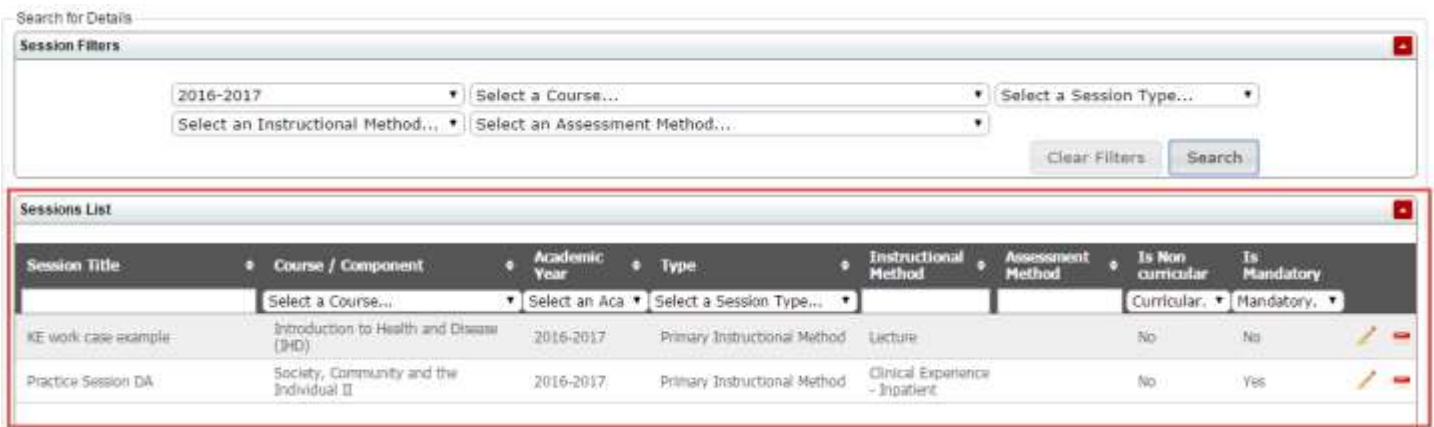 Search for Details
Session Filters
2016-2017 Select a Course... Select a Session Type...
Select an Instructional Method... Select an Assessment Method...
Clear Filters Search
Sessions List
Session Title Course / Component Academic Year Type Instructional Method Assessment Method Is Non curricular Is Mandatory
Select a Course... Select an Aca Select a Session Type... Curricular. Mandatory.
KE work case example Introduction to Health and Disease (IHD) 2016-2017 Primary Instructional Method Lecture No No
Practice Session DA Society, Community and the Individual II 2016-2017 Primary Instructional Method Clinical Experience - Inpatient No Yes